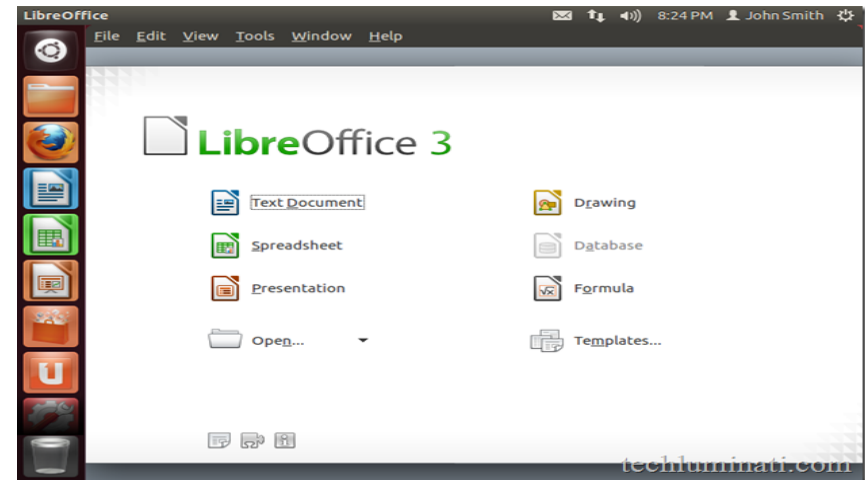 LibreOffice 8:24 PM John Smith
File Edit View Tools Window Help
LibreOffice 3
Text Document Drawing
Spreadsheet Database
Presentation Formula
Open... Templates...
techluminati.com